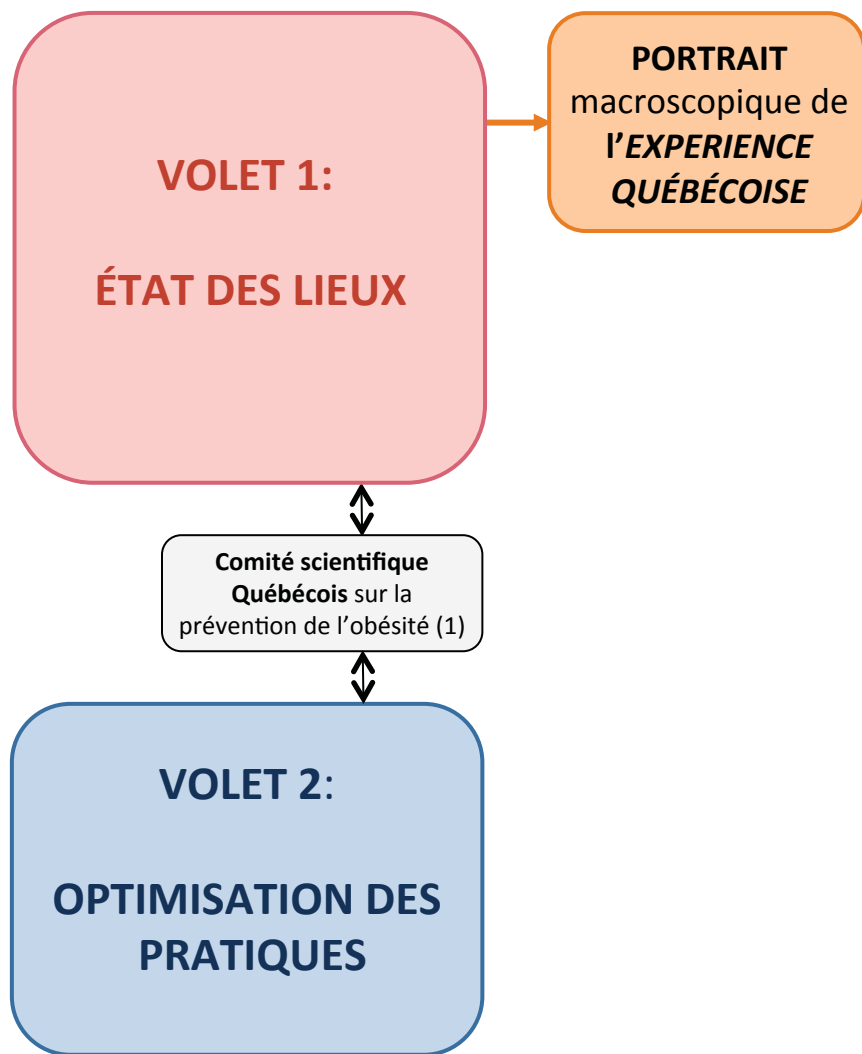 VOLET 1:
ÉTAT DES LIEUX
PORTRAIT
macroscopique de
l'EXPERIENCE
QUÉBÉCOISE
Comité scientifique
Québécois sur la
prévention de l'obésité (1)
VOLET 2:
OPTIMISATION DES
PRATIQUES